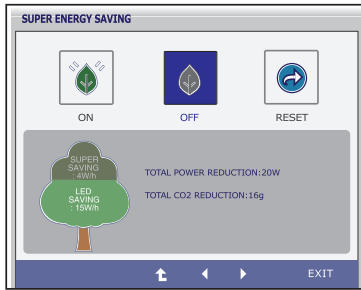 SUPER ENERGY SAVING
ON
OFF
RESET
SUPER
SAVING
: 4W/h
LED
SAVING
: 15W/h
TOTAL POWER REDUCTION:20W
TOTAL CO2 REDUCTION:16g
EXIT